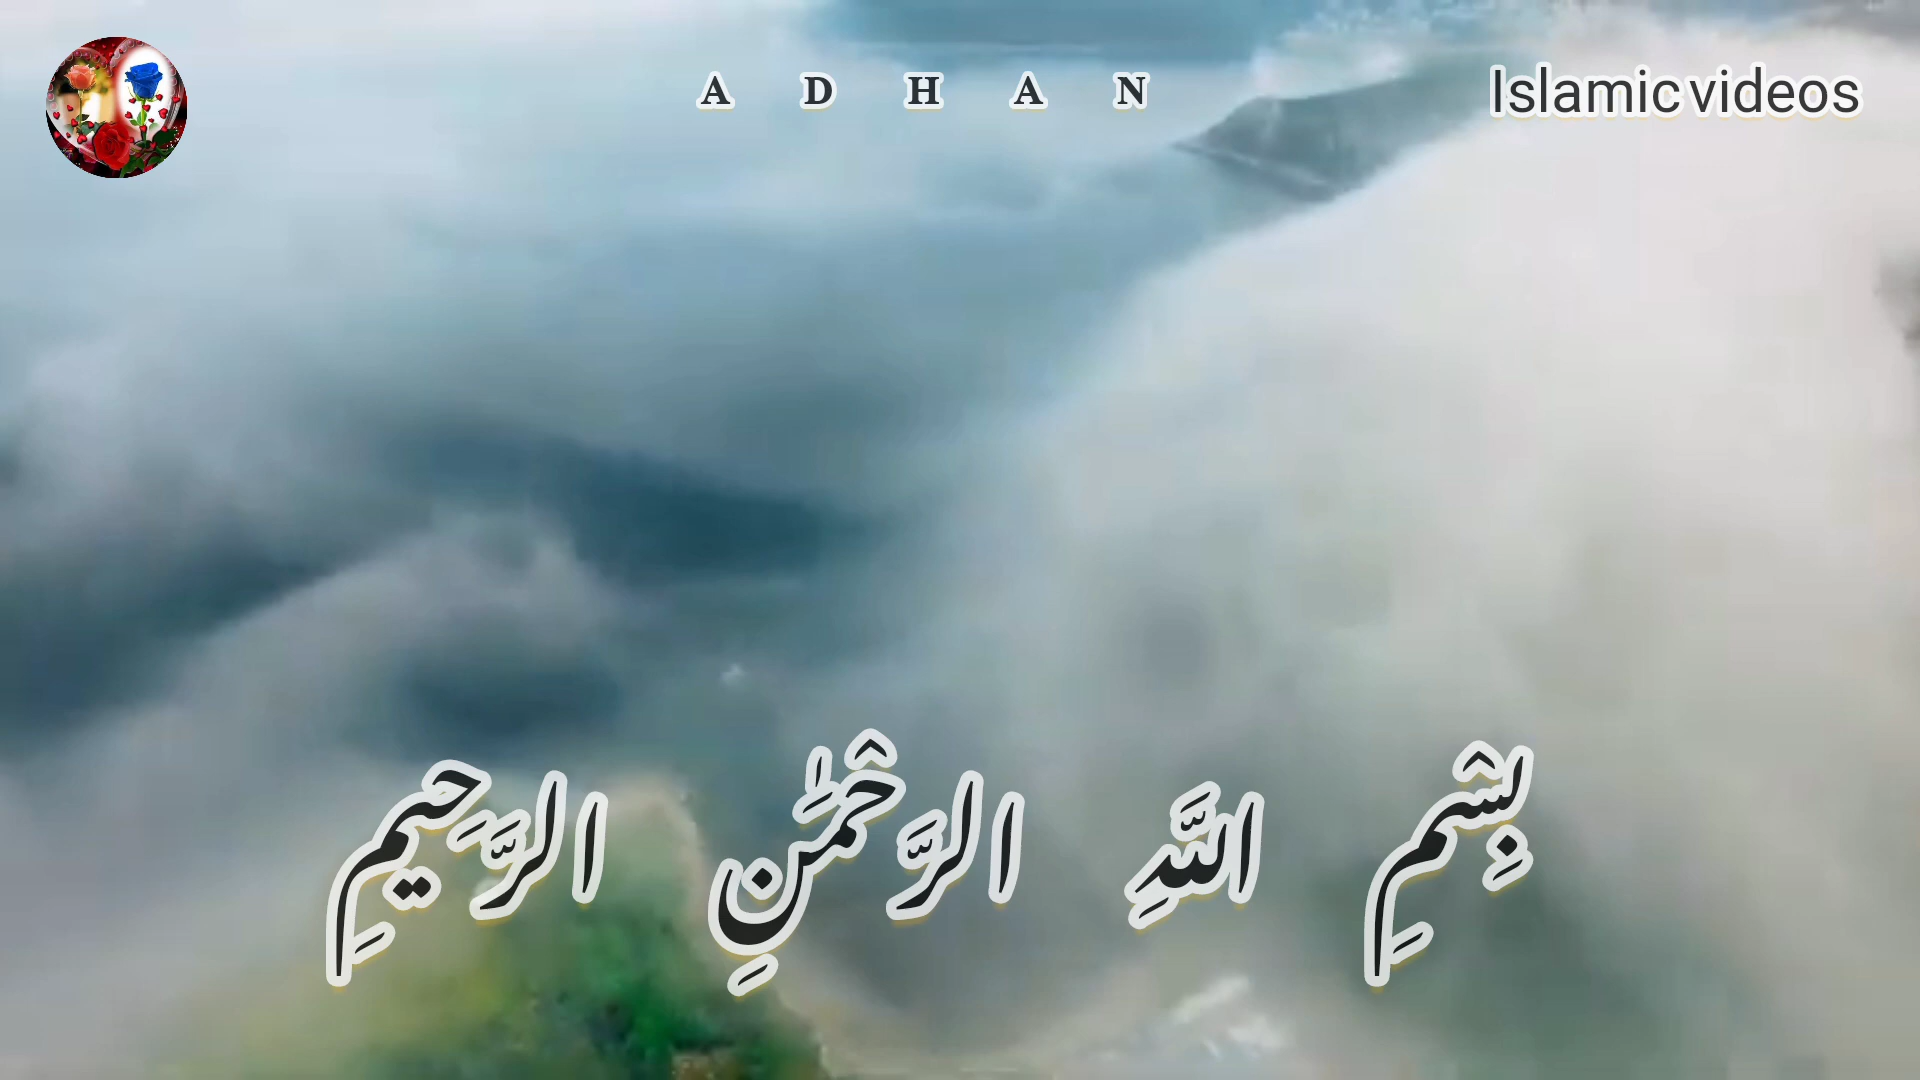 A D H A N
Islamic videos
بِسْمِ اللَّهِ الرَّحْمَٰنِ الرَّحِيمِ